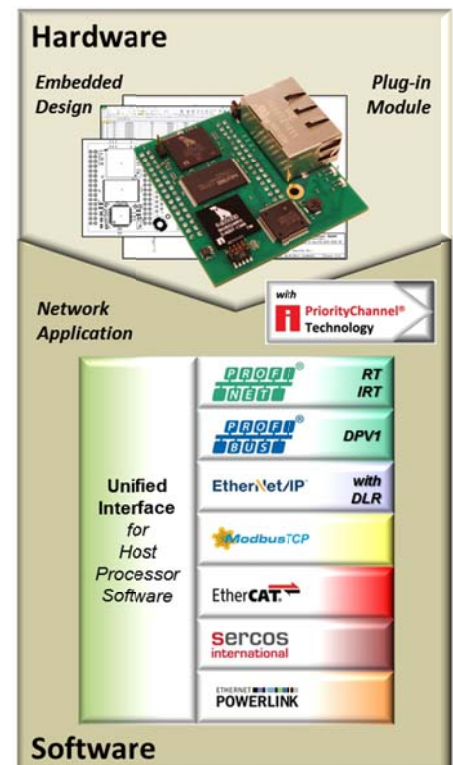 Hardware
Embedded
Design
Plug-in
Module
Network
Application
with
PriorityChannel®
Technology
Unified
Interface
for
Host
Processor
Software
PROFI
NET®
RT
IRT
PROFI
BUS®
DPV1
EtherNet/IP
with
DLR
ModbusTCP
EtherCAT
sercos
international
ETHERNET
POWERLINK
Software